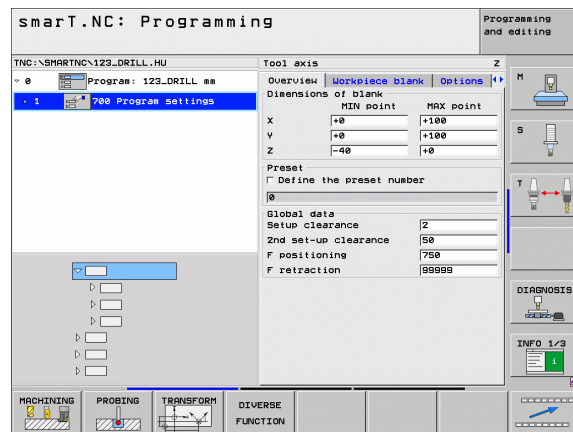 smarT.NC: Programming
Programming
and editing
TNC:\SMARTNC\123_DRILL.HU
0 Program: 123_DRILL mm
1 700 Program settings
Tool axis Z
Overview Workpiece blank Options
Dimensions of blank
MIN point MAX point
X +0 +100
Y +0 +100
Z -40 +0
Preset
Define the preset number
0
Global data
Setup clearance 2
2nd set-up clearance 50
F positioning 750
F retraction 99999
M
S
T
DIAGNOSIS
INFO 1/3
i
MACHINING
PROBING
TRANSFORM
DIVERSE
FUNCTION